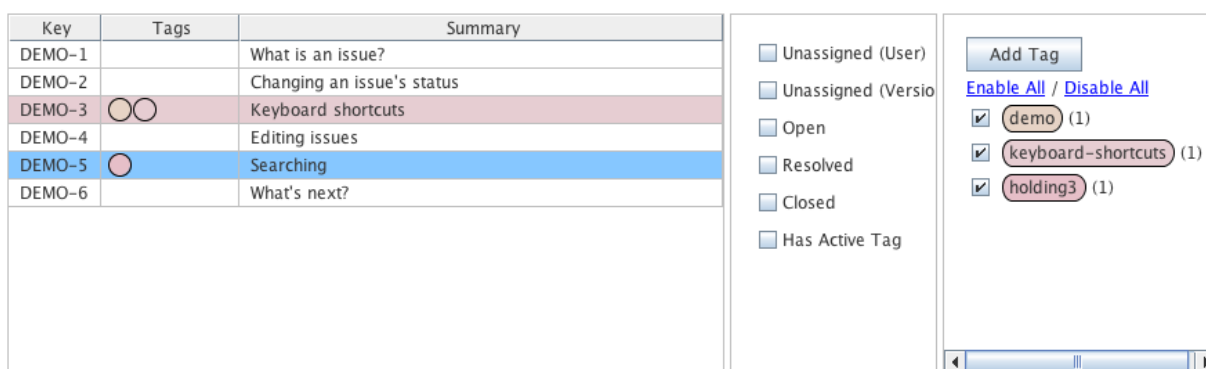 Key Tags Summary
DEMO-1 What is an issue?
DEMO-2 Changing an issue's status
DEMO-3 Keyboard shortcuts
DEMO-4 Editing issues
DEMO-5 Searching
DEMO-6 What's next?
Unassigned (User)
Unassigned (Versio
Open
Resolved
Closed
Has Active Tag
Add Tag
Enable All / Disable All
demo (1)
keyboard-shortcuts (1)
holding3 (1)